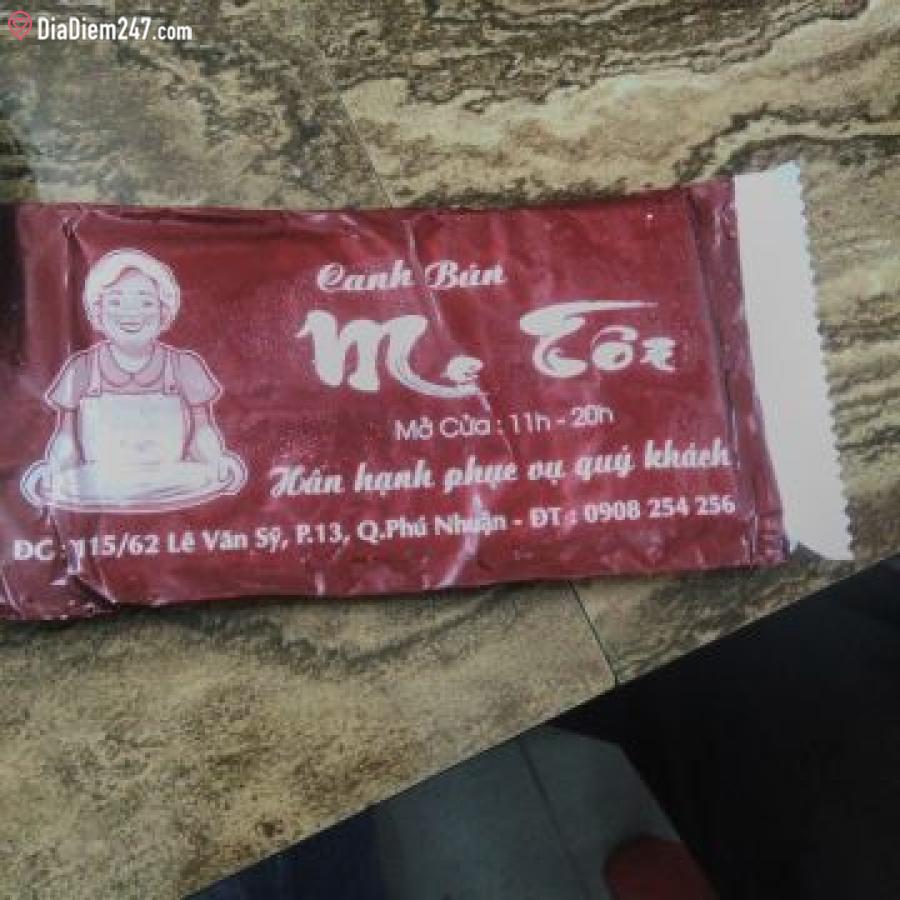 DiaDiem247.com
Canh Bún
Mẹ Tôi
Mở Cửa : 11h - 20h
Hân hạnh phục vụ quý khách
ĐC : 115/62 Lê Văn Sỹ, P.13, Q.Phú Nhuận - ĐT : 0908 254 256